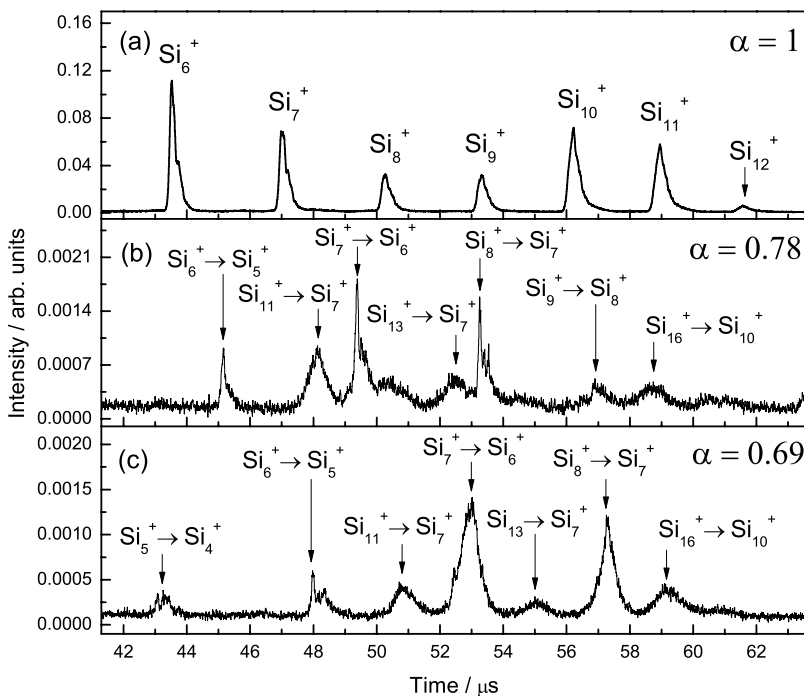 0.16
(a)
Si₆⁺
α = 1
0.12
Si₇⁺
Si₁₀⁺
Si₁₁⁺
0.08
Si₈⁺
Si₉⁺
Si₁₂⁺
0.04
0.00
(b)
Si₇⁺→Si₆⁺
Si₈⁺→Si₇⁺
α = 0.78
0.0021
Si₆⁺→Si₅⁺
Si₁₁⁺→Si₇⁺
Si₉⁺→Si₈⁺
0.0014
Si₁₃⁺→Si₇⁺
Si₁₆⁺→Si₁₀⁺
0.0007
0.0000
Intensity / arb. units
0.0020
(c)
Si₇⁺→Si₆⁺
α = 0.69
Si₆⁺→Si₅⁺
Si₈⁺→Si₇⁺
0.0015
Si₁₁⁺→Si₇⁺
Si₁₃→Si₇⁺
0.0010
Si₅⁺→Si₄⁺
Si₁₆⁺→Si₁₀⁺
0.0005
0.0000
42 44 46 48 50 52 54 56 58 60 62
Time / μs